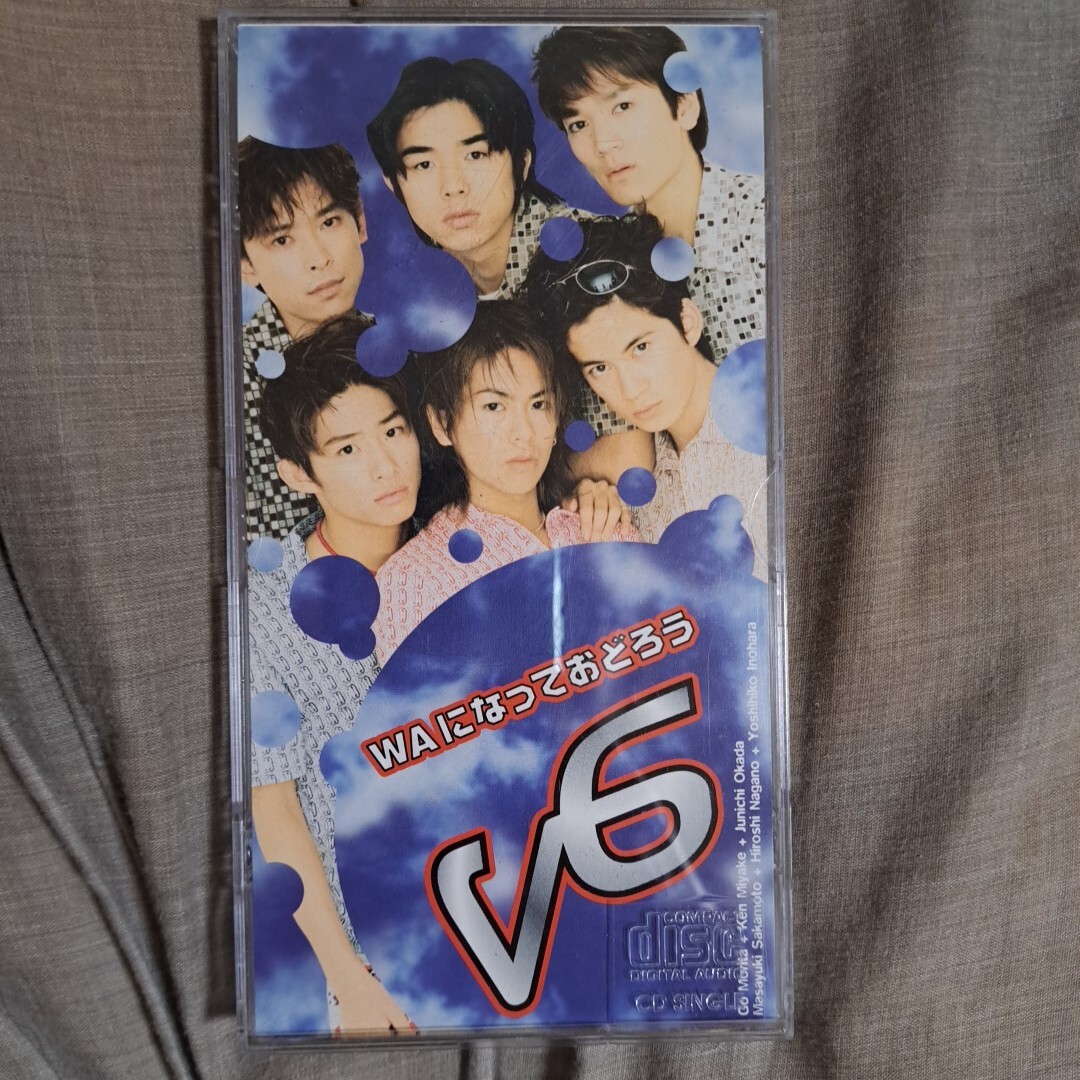 WAになっておどろう
V6
COMPACT
disc
DIGITAL AUDIO
CD SINGLE
Go Morita + Ken Miyake + Junichi Okada
Masayuki Sakamoto + Hiroshi Nagano + Yoshihiko Inohara